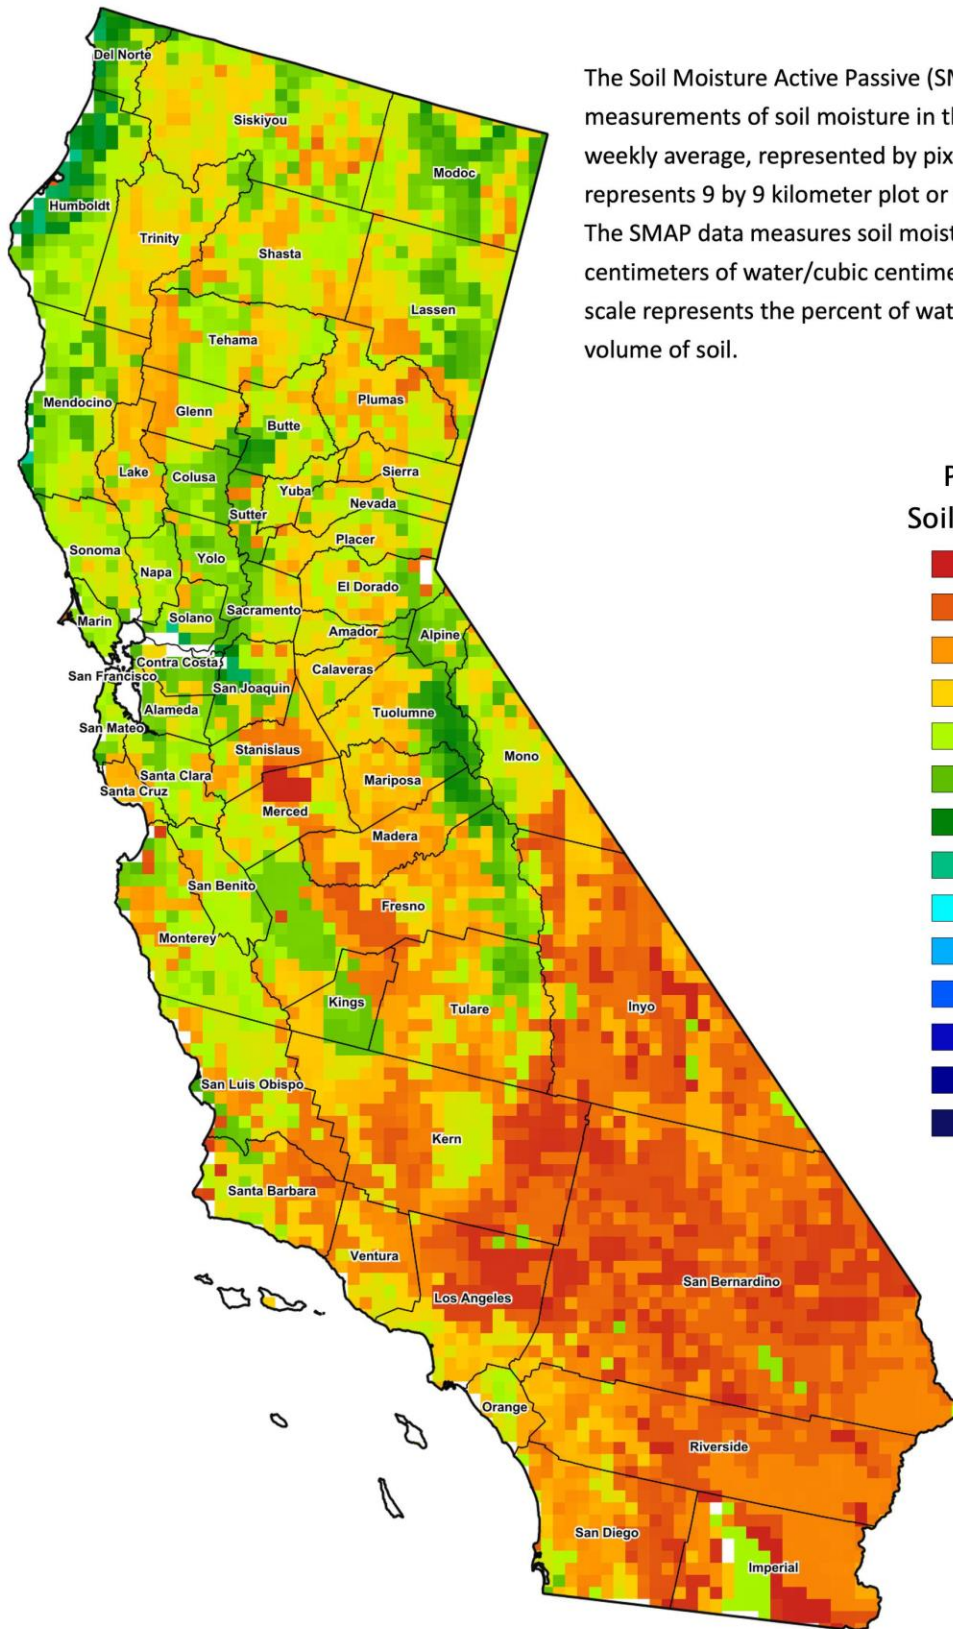 Del Norte
The Soil Moisture Active Passive (SM
measurements of soil moisture in th
weekly average, represented by pix
represents 9 by 9 kilometer plot or
The SMAP data measures soil moist
centimeters of water/cubic centime
scale represents the percent of wat
volume of soil.
Siskiyou
Modoc
Humboldt
Trinity
Shasta
Lassen
Tehama
Mendocino
Glenn
Plumas
Butte
Lake
Colusa
Sierra
Yuba
Nevada
Sutter
P
Soil
Placer
Sonoma
Yolo
Napa
El Dorado
Sacramento
Solano
Marin
Amador
Alpine
Contra Costa
Calaveras
San Francisco
San Joaquin
Alameda
Tuolumne
San Mateo
Stanislaus
Mono
Santa Clara
Mariposa
Santa Cruz
Merced
Madera
San Benito
Fresno
Monterey
Kings
Tulare
Inyo
San Luis Obispo
Kern
Santa Barbara
Ventura
San Bernardino
Los Angeles
Orange
Riverside
San Diego
Imperial